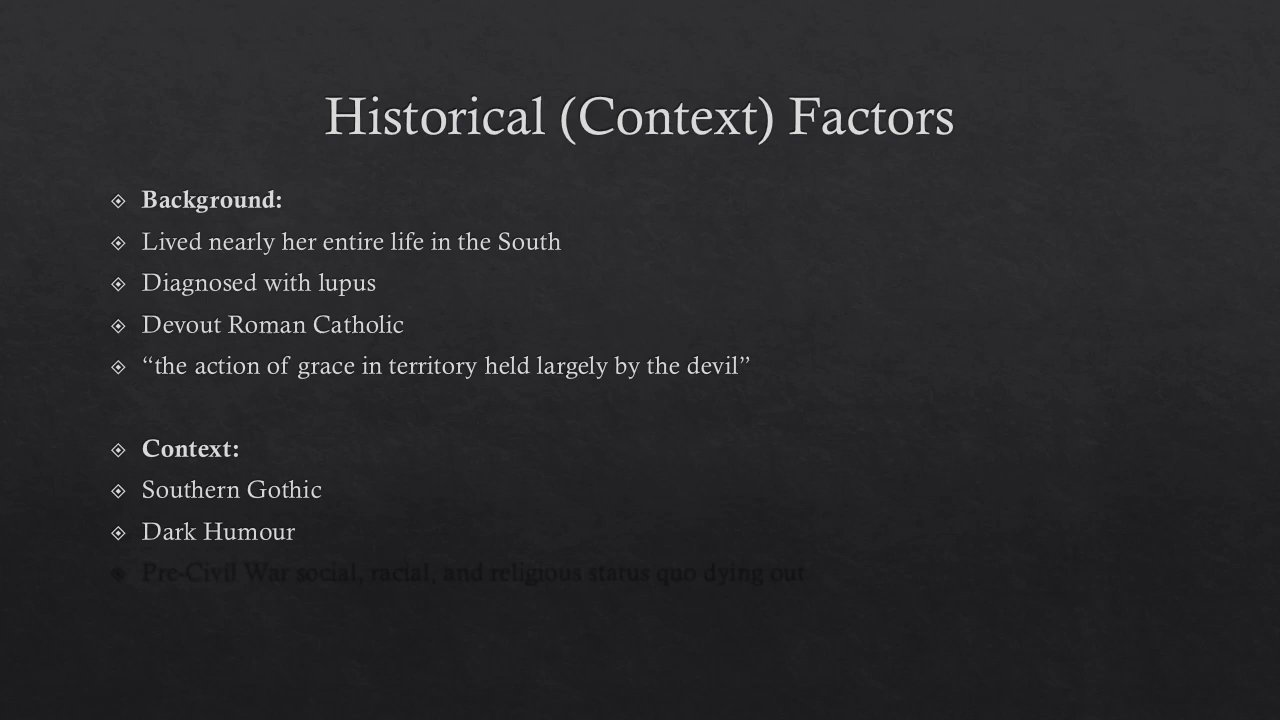 Historical (Context) Factors
Background:
Lived nearly her entire life in the South
Diagnosed with lupus
Devout Roman Catholic
“the action of grace in territory held largely by the devil”
Context:
Southern Gothic
Dark Humour
Pre-Civil War social, racial, and religious status quo dying out